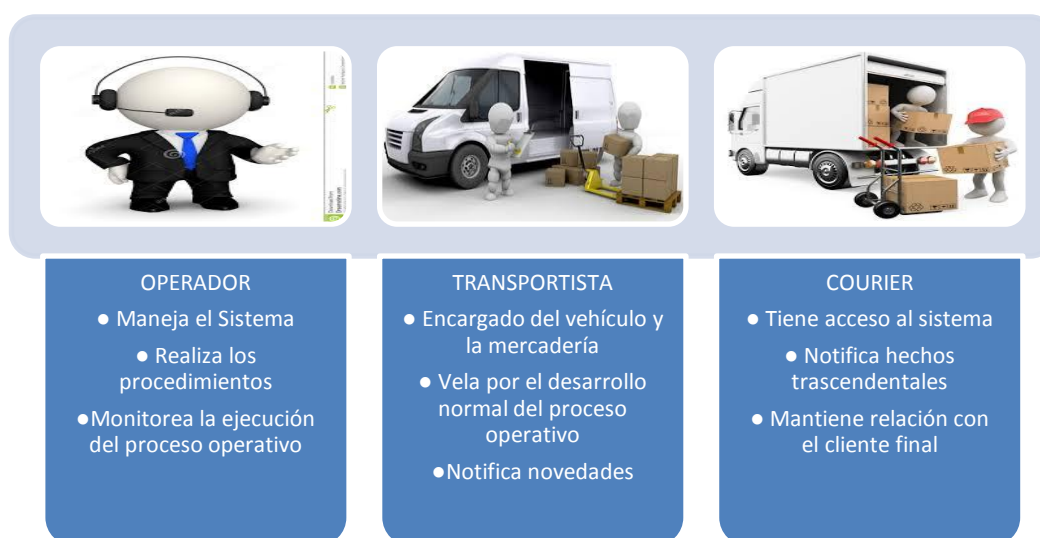 OPERADOR
● Maneja el Sistema
● Realiza los
procedimientos
●Monitorea la ejecución
del proceso operativo
TRANSPORTISTA
● Encargado del vehículo y
la mercadería
● Vela por el desarrollo
normal del proceso
operativo
●Notifica novedades
COURIER
● Tiene acceso al sistema
● Notifica hechos
trascendentales
● Mantiene relación con
el cliente final